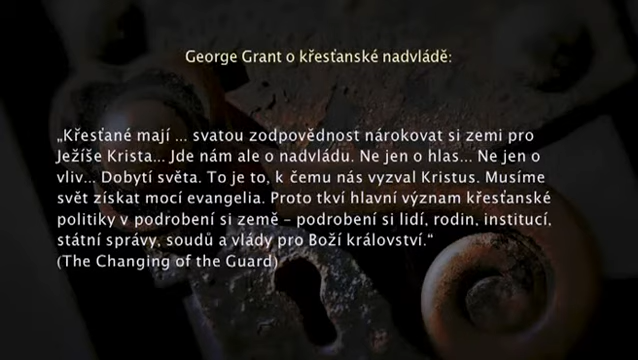 George Grant o křesťanské nadvládě:
„Křesťané mají ... svatou zodpovědnost nárokovat si zemi pro
Ježíše Krista... Jde nám ale o nadvládu. Ne jen o hlas... Ne jen o
vliv... Dobytí světa. To je to, k čemu nás vyzval Kristus. Musíme
svět získat mocí evangelia. Proto tkví hlavní význam křesťanské
politiky v podrobení si země – podrobení si lidí, rodin, institucí,
státní správy, soudů a vlády pro Boží království.“
(The Changing of the Guard)